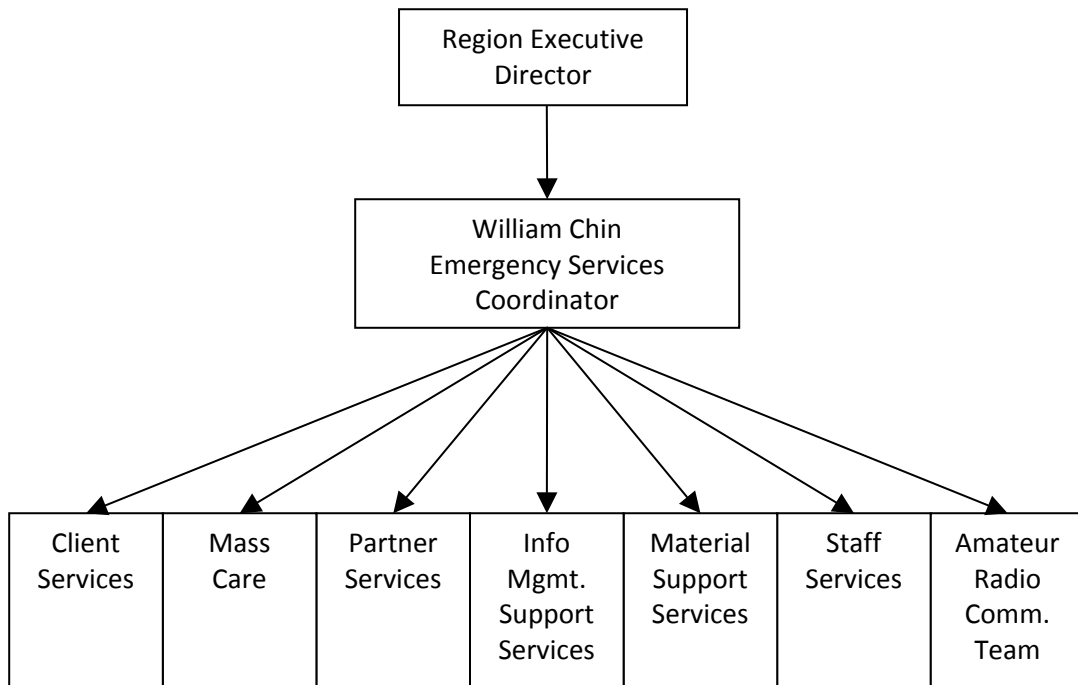 Region Executive
Director
William Chin
Emergency Services
Coordinator
Client
Services
Mass
Care
Partner
Services
Info
Mgmt.
Support
Services
Material
Support
Services
Staff
Services
Amateur
Radio
Comm.
Team